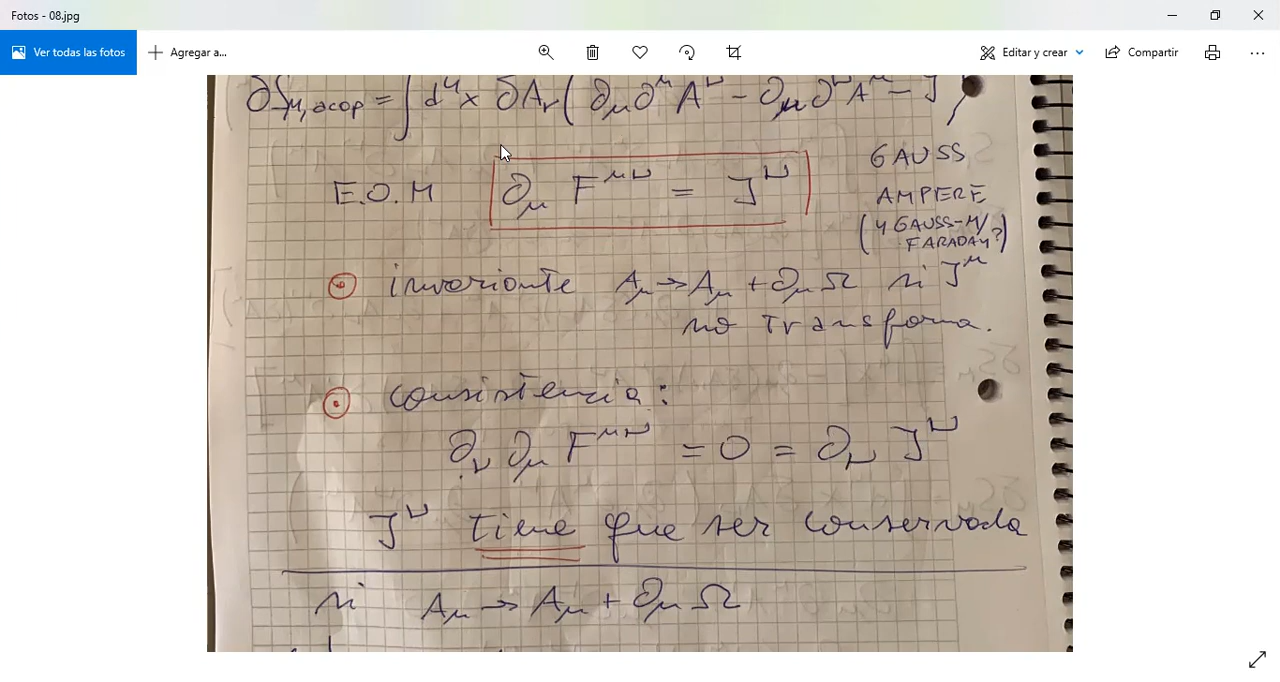 Fotos - 08.jpg
Ver todas las fotos
Agregar a...
Editar y crear
Compartir
δS_{M,acop} = ∫ d⁴x δA_ν ( ∂_μ ∂^μ A^ν − ∂_μ ∂^ν A^μ − J^ν )
E.O.M ∂_μ F^{μν} = J^ν
GAUSS
AMPERE
(Y GAUSS-M/
FARADAY?)
⊙ invariante A_μ → A_μ + ∂_μ Ω si J^μ
no transforma.
⊙ consistencia:
∂_ν ∂_μ F^{μν} = 0 = ∂_ν J^ν
J^ν tiene que ser conservada
si A_μ → A_μ + ∂_μ Ω